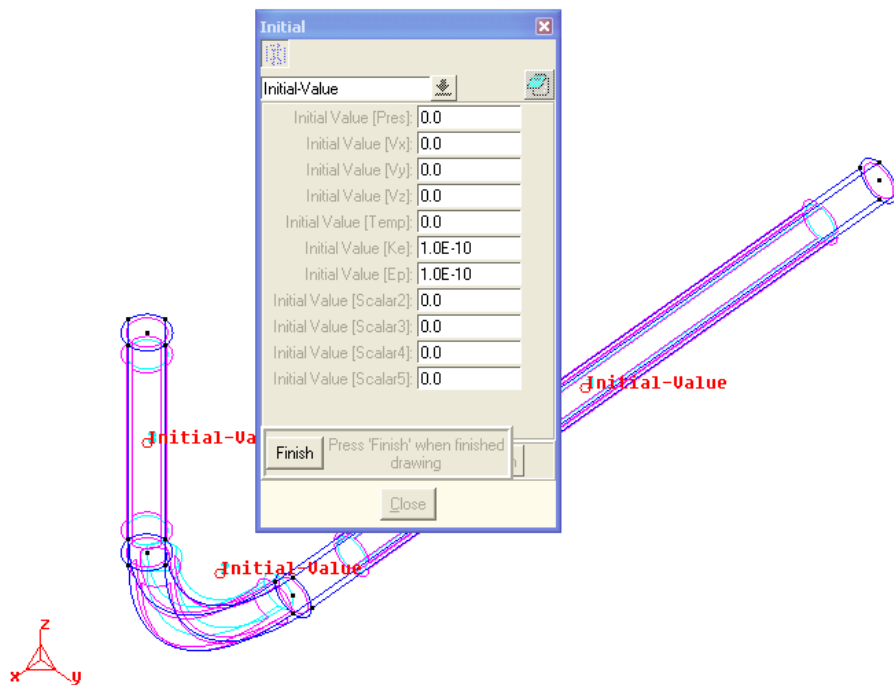 Initial
Initial-Value
Initial Value [Pres]: 0.0
Initial Value [Vx]: 0.0
Initial Value [Vy]: 0.0
Initial Value [Vz]: 0.0
Initial Value [Temp]: 0.0
Initial Value [Ke]: 1.0E-10
Initial Value [Ep]: 1.0E-10
Initial Value [Scalar2]: 0.0
Initial Value [Scalar3]: 0.0
Initial Value [Scalar4]: 0.0
Initial Value [Scalar5]: 0.0
Initial-Value
Initial-Va
Finish Press 'Finish' when finished
drawing
Close
Initial-Value
z
x y